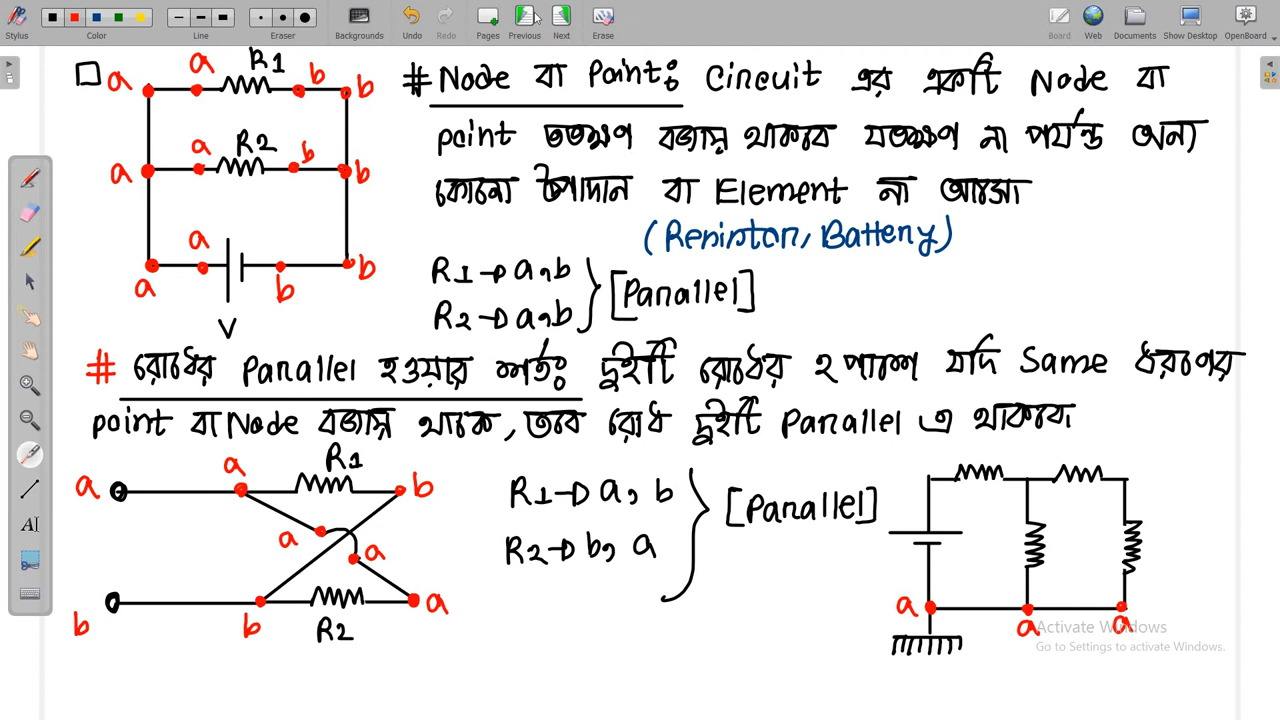 Stylus
Color
Line
Eraser
Backgrounds
Undo
Redo
Pages
Previous
Next
Erase
Board
Web
Documents
Show Desktop
OpenBoard
a a R1 b b
a a R2 b b
a a b b
V
# Node বা Point: Circuit এর একটি Node বা
point ততক্ষণ বজায় থাকবে যতক্ষণ না পর্যন্ত অন্য
কোনো উপাদান বা Element না আসে।
(Resistor, Battery)
R1 → a, b
R2 → a, b
[Parallel]
# রোধের Parallel হওয়ার শর্ত: দুইটি রোধের ২ পাশে যদি Same ধরণের
point বা Node বজায় থাকে, তবে রোধ দুইটি Parallel এ থাকবে।
a a R1 b
a a
b b R2 a
R1 → a, b
R2 → b, a
[Parallel]
a a a
Activate Windows
Go to Settings to activate Windows.